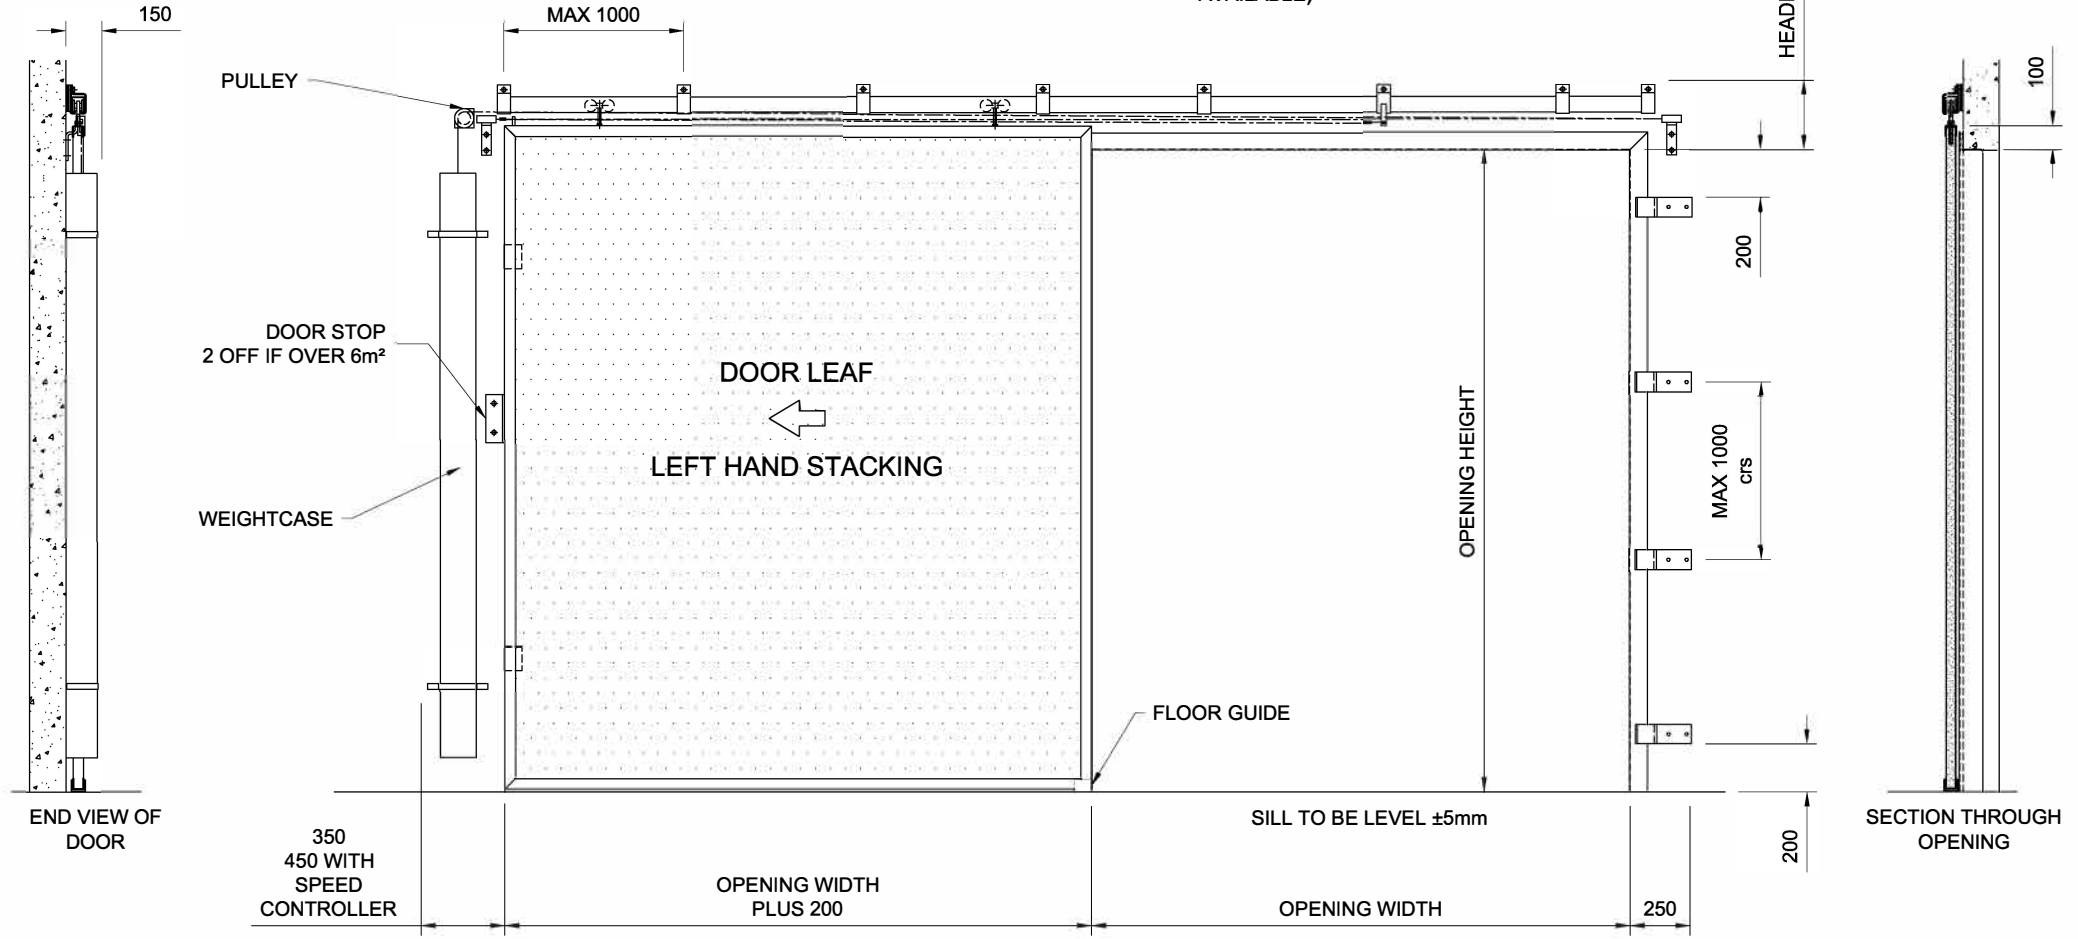 150
MAX 1000
PULLEY
100
200
DOOR STOP
2 OFF IF OVER 6m²
DOOR LEAF
LEFT HAND STACKING
OPENING HEIGHT
MAX 1000
crs
WEIGHTCASE
FLOOR GUIDE
END VIEW OF
DOOR
SILL TO BE LEVEL ±5mm
200
SECTION THROUGH
OPENING
350
450 WITH
SPEED
CONTROLLER
OPENING WIDTH
PLUS 200
OPENING WIDTH
250